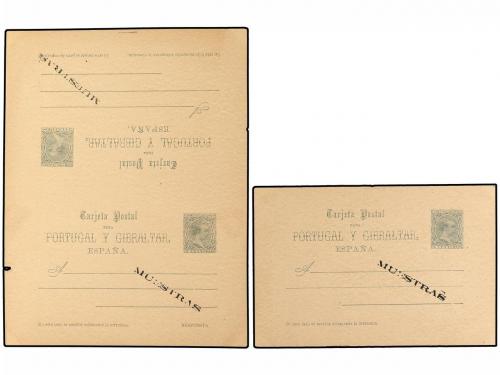 MUESTRAS
ESPAÑA.
PORTUGAL Y GIBRALTAR,
PARA
Tarjeta Postal
Tarjeta Postal
PARA
PORTUGAL Y GIBRALTAR,
ESPAÑA.
A
MUESTRAS
RESPUESTA.
Tarjeta Postal
PARA
PORTUGAL Y GIBRALTAR,
ESPAÑA.
A
MUESTRAS